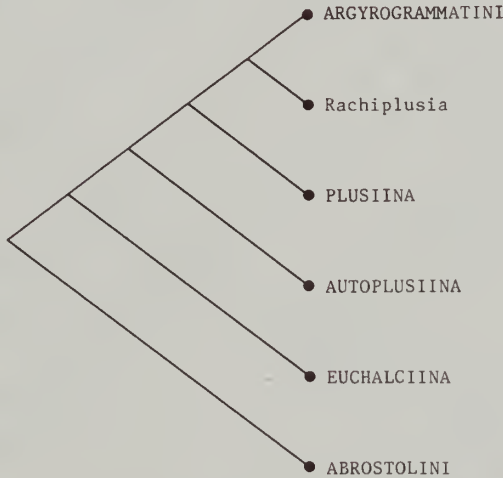 ARGYROGRAMMATINI
Rachiplusia
PLUSIINA
AUTOPLUSIINA
EUCHALCIINA
ABROSTOLINI